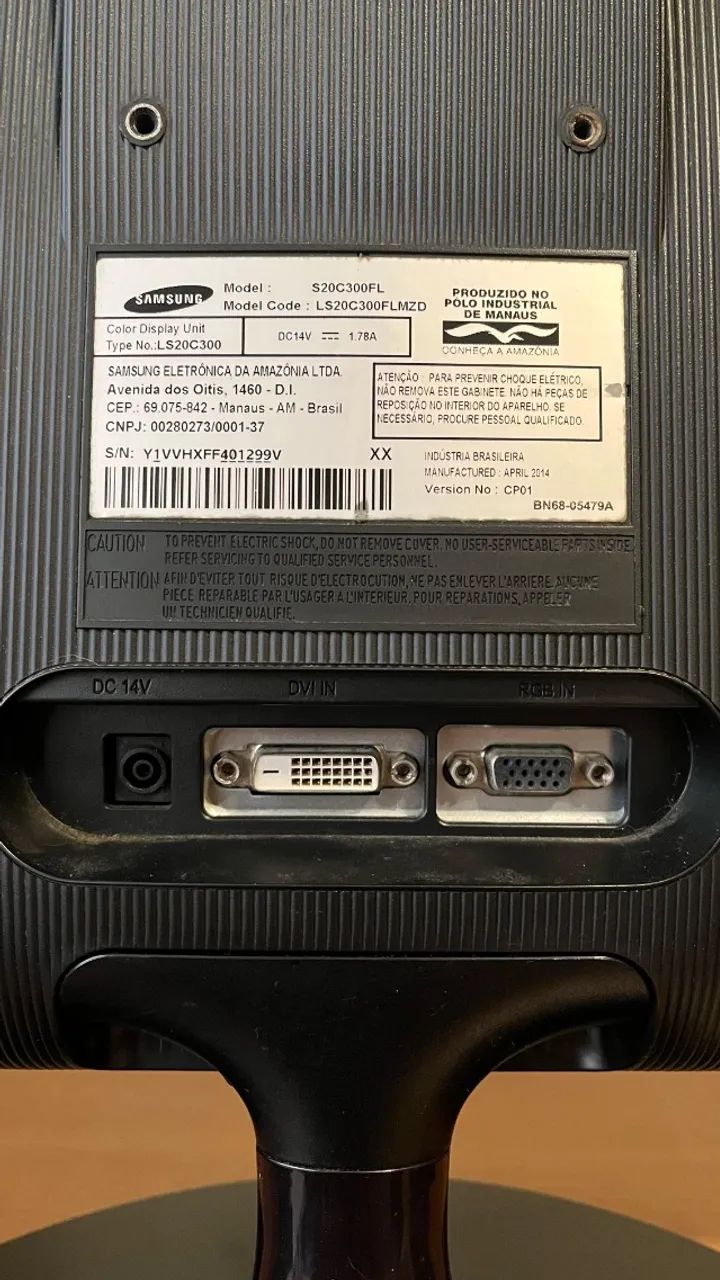 SAMSUNG
Model : S20C300FL
Model Code : LS20C300FLMZD
Color Display Unit
Type No.:LS20C300
DC14V ⎓ 1.78A
PRODUZIDO NO
PÓLO INDUSTRIAL
DE MANAUS
CONHEÇA A AMAZÔNIA
SAMSUNG ELETRÔNICA DA AMAZÔNIA LTDA.
Avenida dos Oitis, 1460 - D.I.
CEP.: 69.075-842 - Manaus - AM - Brasil
CNPJ: 00280273/0001-37
ATENÇÃO : PARA PREVENIR CHOQUE ELÉTRICO,
NÃO REMOVA ESTE GABINETE. NÃO HÁ PEÇAS DE
REPOSIÇÃO NO INTERIOR DO APARELHO. SE
NECESSÁRIO, PROCURE PESSOAL QUALIFICADO.
S/N: Y1VVHXFF401299V XX
INDÚSTRIA BRASILEIRA
MANUFACTURED : APRIL 2014
Version No : CP01
BN68-05479A
CAUTION TO PREVENT ELECTRIC SHOCK, DO NOT REMOVE COVER. NO USER-SERVICEABLE PARTS INSIDE.
REFER SERVICING TO QUALIFIED SERVICE PERSONNEL.
ATTENTION AFIN D'EVITER TOUT RISQUE D'ELECTROCUTION, NE PAS ENLEVER L'ARRIERE. AUCUNE
PIECE REPARABLE PAR L'USAGER A L'INTERIEUR. POUR REPARATIONS, APPELER
UN TECHNICIEN QUALIFIE.
DC 14V
DVI IN
RGB IN